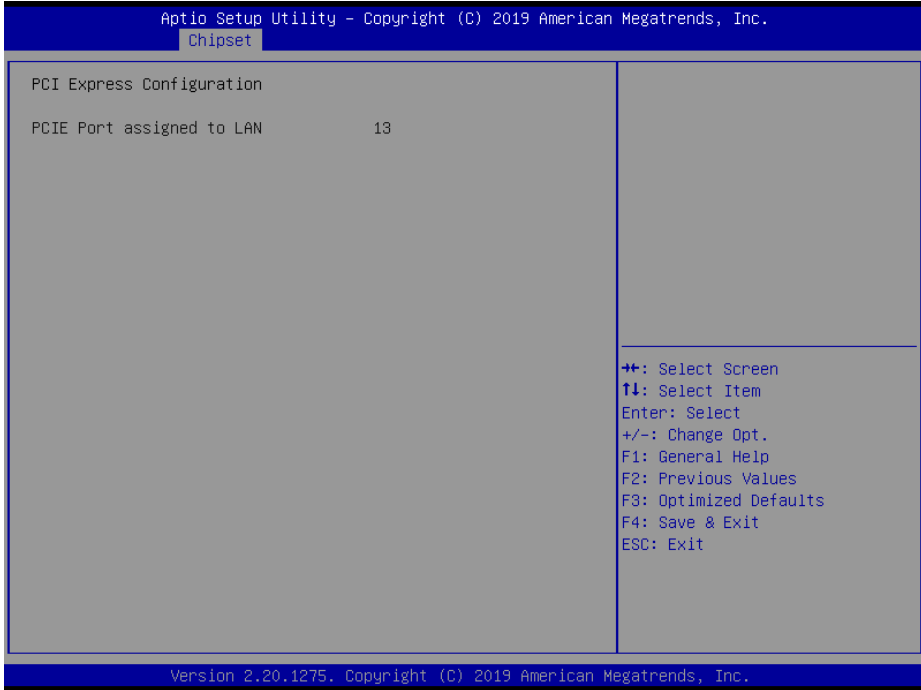 Aptio Setup Utility – Copyright (C) 2019 American Megatrends, Inc.
Chipset
PCI Express Configuration
PCIE Port assigned to LAN 13
→←: Select Screen
↑↓: Select Item
Enter: Select
+/-: Change Opt.
F1: General Help
F2: Previous Values
F3: Optimized Defaults
F4: Save & Exit
ESC: Exit
Version 2.20.1275. Copyright (C) 2019 American Megatrends, Inc.